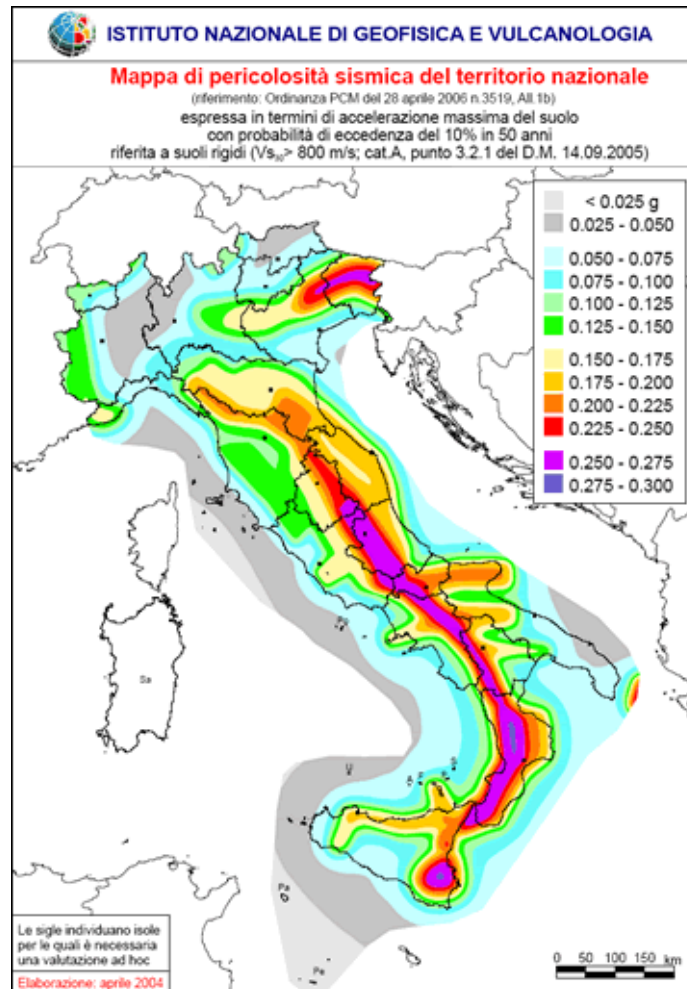 ISTITUTO NAZIONALE DI GEOFISICA E VULCANOLOGIA
Mappa di pericolosità sismica del territorio nazionale
(riferimento: Ordinanza PCM del 28 aprile 2006 n.3519, All.1b)
espressa in termini di accelerazione massima del suolo
con probabilità di eccedenza del 10% in 50 anni
riferita a suoli rigidi (Vs₃₀> 800 m/s; cat.A, punto 3.2.1 del D.M. 14.09.2005)
< 0.025 g
0.025 - 0.050
0.050 - 0.075
0.075 - 0.100
0.100 - 0.125
0.125 - 0.150
0.150 - 0.175
0.175 - 0.200
0.200 - 0.225
0.225 - 0.250
0.250 - 0.275
0.275 - 0.300
Sa
U
S
A
Pa
Pe
Le sigle individuano isole
per le quali è necessaria
una valutazione ad hoc
Elaborazione: aprile 2004
0 50 100 150 km